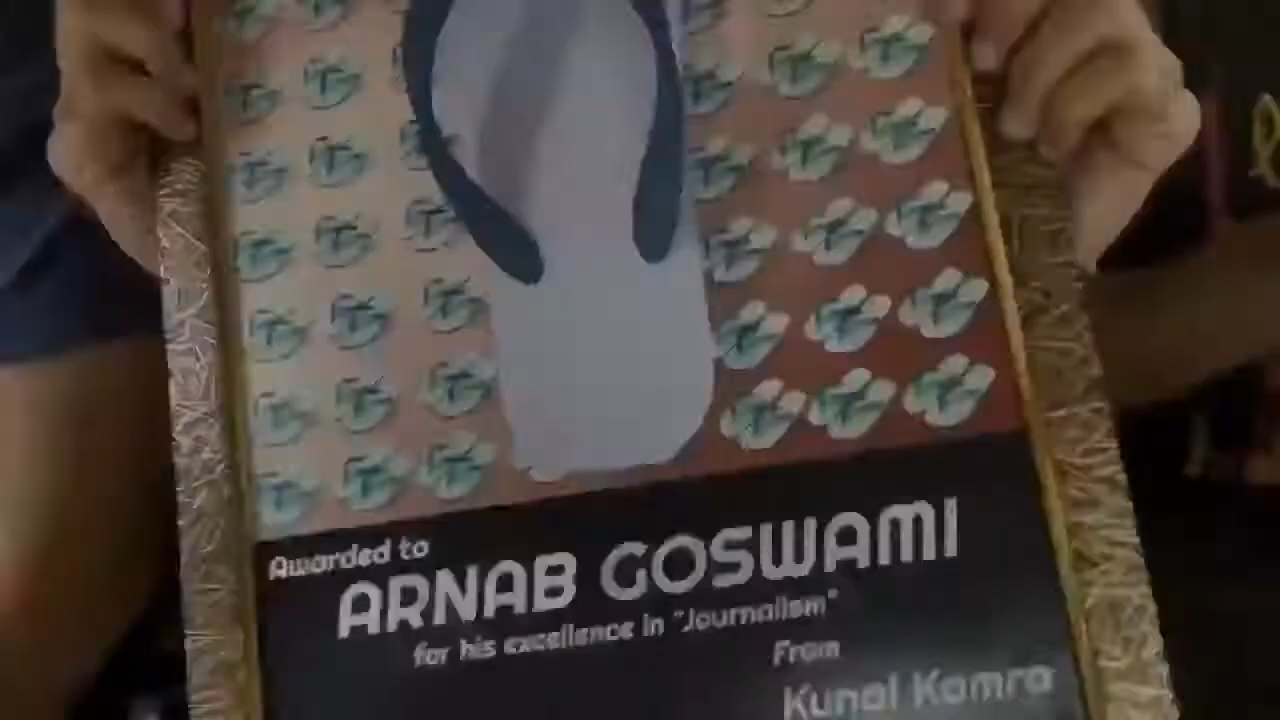 Awarded to
ARNAB GOSWAMI
for his excellence in "Journalism"
From
Kunal Kamra